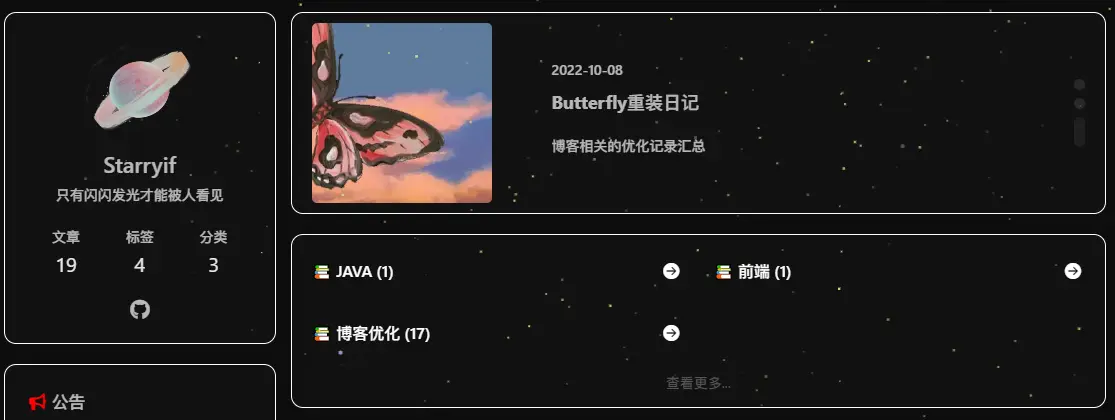 Starryif
只有闪闪发光才能被人看见
文章 标签 分类
19 4 3
公告
2022-10-08
Butterfly重装日记
博客相关的优化记录汇总
JAVA (1)
前端 (1)
博客优化 (17)
查看更多...